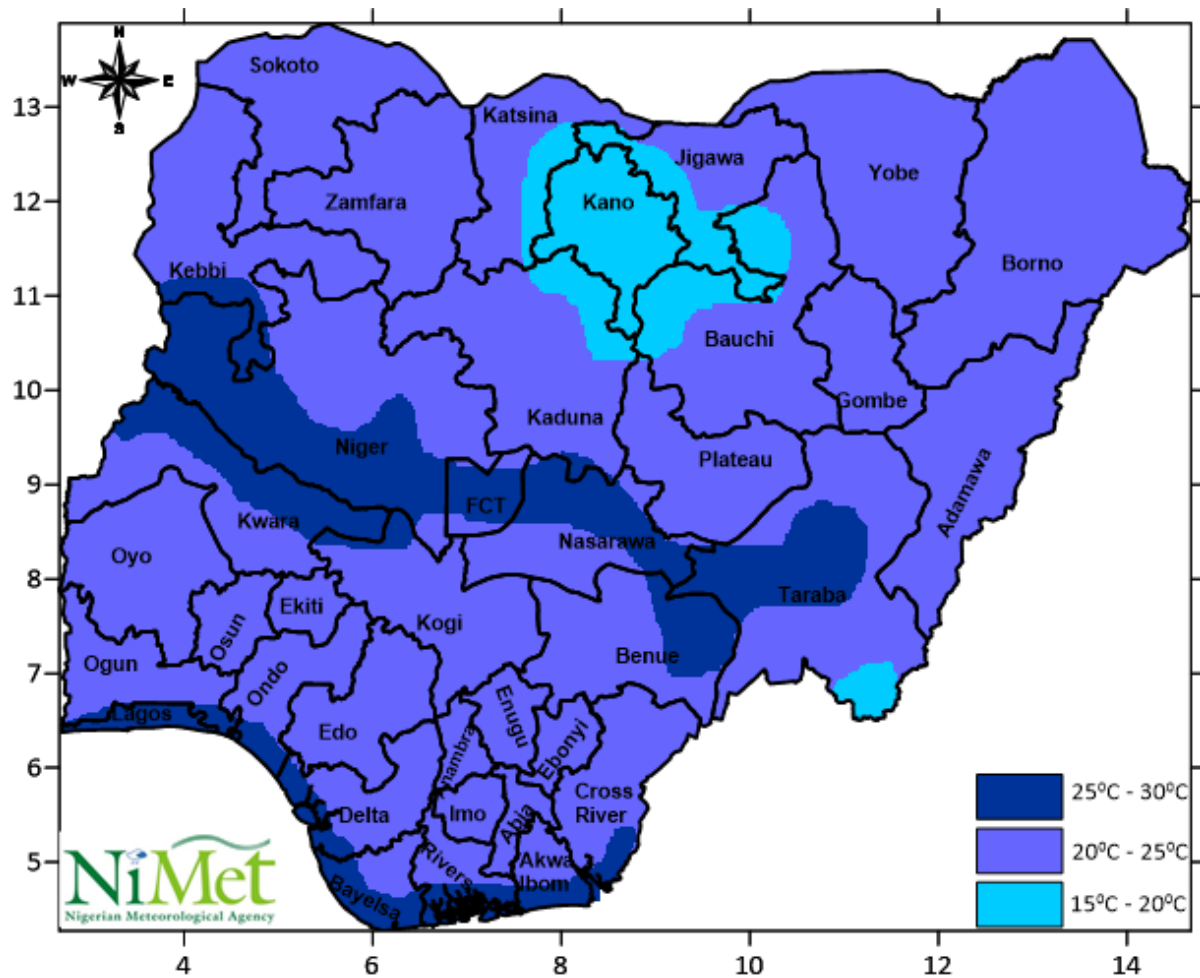 N
W E
S
13
12
11
10
9
8
7
6
5
4 6 8 10 12 14
Sokoto
Katsina
Jigawa
Yobe
Zamfara
Kano
Kebbi
Borno
Bauchi
Gombe
Kaduna
Niger
Plateau
Adamawa
FCT
Kwara
Nasarawa
Oyo
Taraba
Ekiti
Osun
Kogi
Ogun
Benue
Ondo
Lagos
Enugu
Edo
nambra
Ebonyi
Cross
River
Delta
Imo
Abia
Rivers
Akwa
Ibom
Bayelsa
25⁰C - 30⁰C
20⁰C - 25⁰C
15⁰C - 20⁰C
NiMet
Nigerian Meteorological Agency